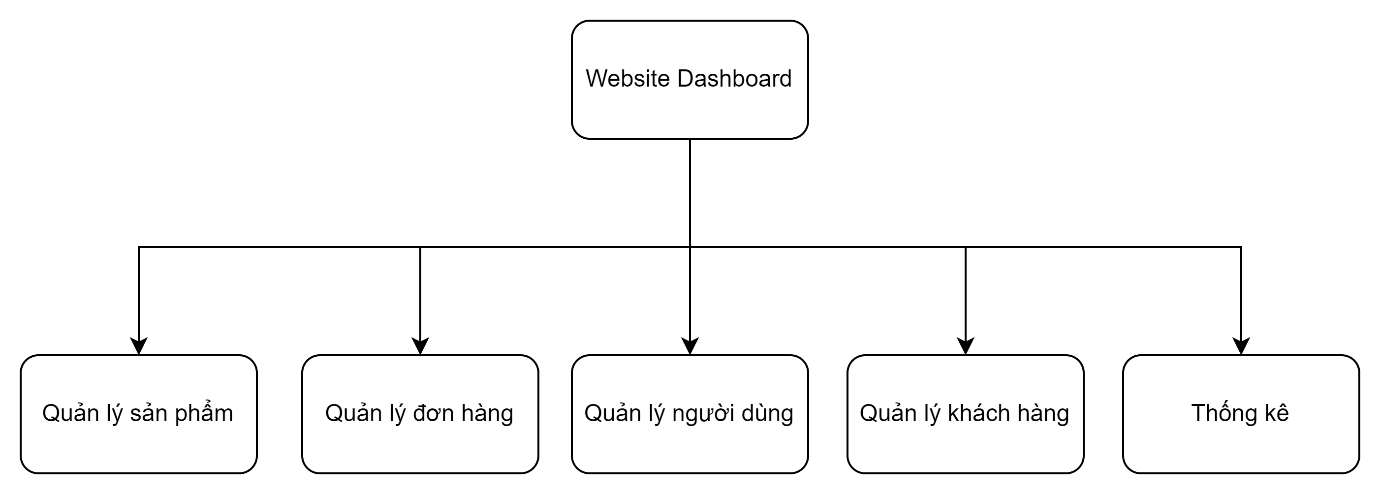 Website Dashboard
Quản lý sản phẩm
Quản lý đơn hàng
Quản lý người dùng
Quản lý khách hàng
Thống kê